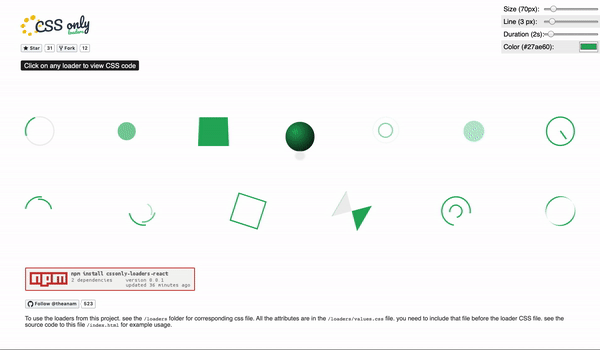 CSS only
loaders
Star 31 Fork 12
Click on any loader to view CSS code
Size (70px):
Line (3 px):
Duration (2s):
Color (#27ae60):
npm
npm install cssonly-loaders-react
2 dependencies version 0.0.1
updated 36 minutes ago
Follow @theanam 523
To use the loaders from this project. see the /loaders folder for corresponding css file. All the attributes are in the /loaders/values.css file. you need to include that file before the loader CSS file. see the
source code to this file /index.html for example usage.